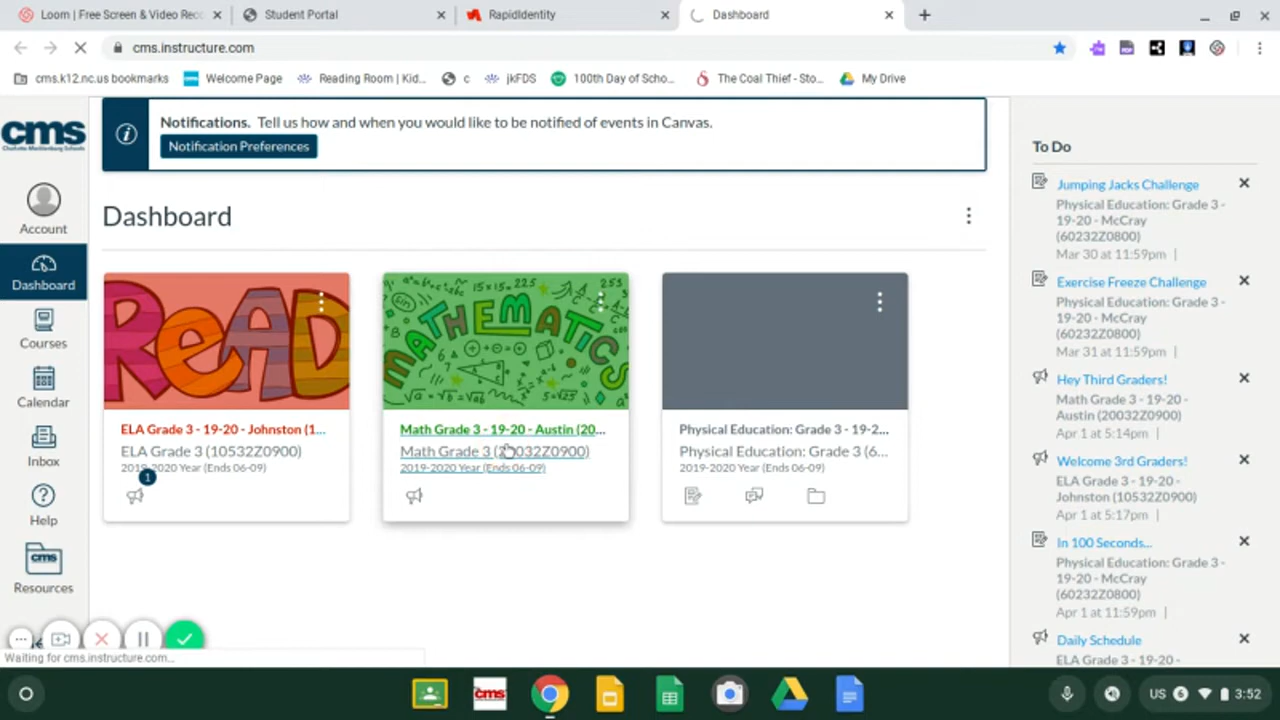 Loom | Free Screen & Video Rec
Student Portal
RapidIdentity
Dashboard
cms.instructure.com
cms.k12.nc.us bookmarks
Welcome Page
Reading Room | Kid...
c
jkFDS
100th Day of Scho...
The Coal Thief - Sto...
My Drive
cms
Charlotte-Mecklenburg Schools
Account
Dashboard
Courses
Calendar
Inbox
Help
cms
Resources
Notifications. Tell us how and when you would like to be notified of events in Canvas.
Notification Preferences
Dashboard
READ
ELA Grade 3 - 19-20 - Johnston (1...
ELA Grade 3 (10532Z0900)
2019-2020 Year (Ends 06-09)
1
MATHEMATICS
Math Grade 3 - 19-20 - Austin (20...
Math Grade 3 (20032Z0900)
2019-2020 Year (Ends 06-09)
Physical Education: Grade 3 - 19-2...
Physical Education: Grade 3 (6...
2019-2020 Year (Ends 06-09)
To Do
Jumping Jacks Challenge
Physical Education: Grade 3 -
19-20 - McCray
(60232Z0800)
Mar 30 at 11:59pm |
Exercise Freeze Challenge
Physical Education: Grade 3 -
19-20 - McCray
(60232Z0800)
Mar 31 at 11:59pm |
Hey Third Graders!
Math Grade 3 - 19-20 -
Austin (20032Z0900)
Apr 1 at 5:14pm |
Welcome 3rd Graders!
ELA Grade 3 - 19-20 -
Johnston (10532Z0900)
Apr 1 at 5:17pm |
In 100 Seconds...
Physical Education: Grade 3 -
19-20 - McCray
(60232Z0800)
Apr 1 at 11:59pm |
Daily Schedule
ELA Grade 3 - 19-20 -
Waiting for cms.instructure.com...
cms
US 6 3:52